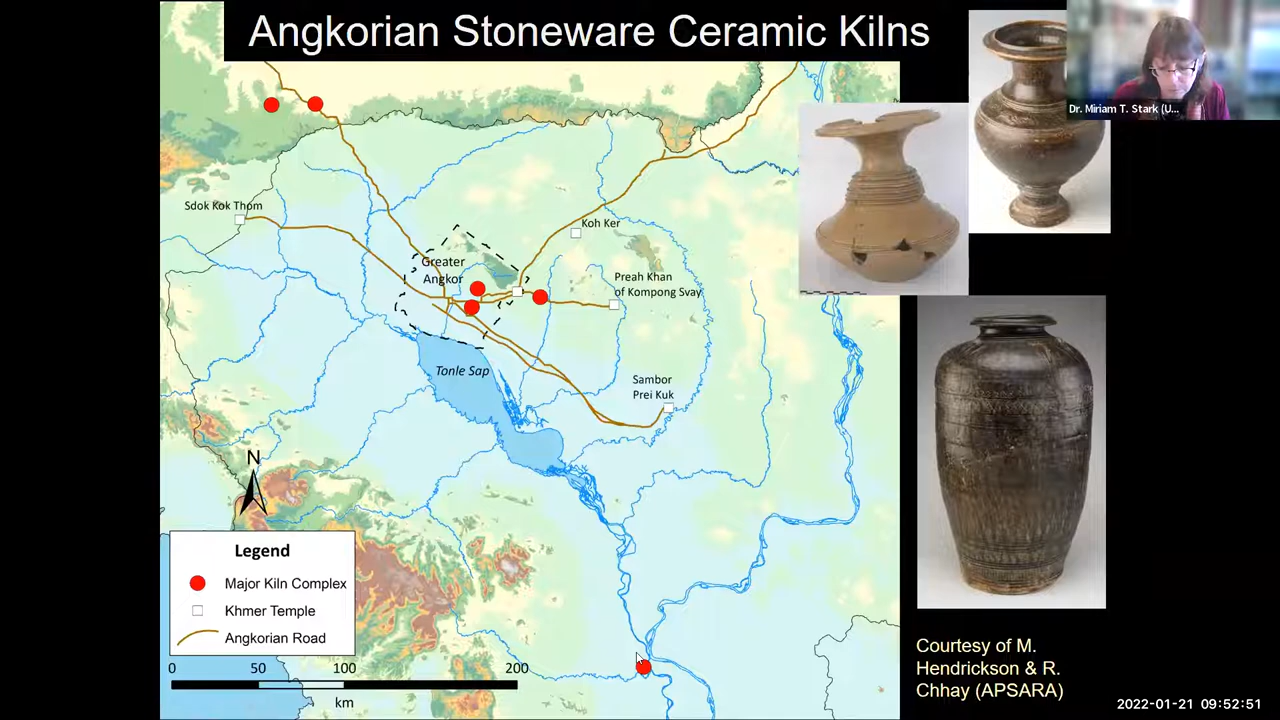 Angkorian Stoneware Ceramic Kilns
Dr. Miriam T. Stark (U...
Sdok Kok Thom
Koh Ker
Greater
Angkor
Preah Khan
of Kompong Svay
Tonle Sap
Sambor
Prei Kuk
N
Legend
Major Kiln Complex
Khmer Temple
Angkorian Road
0 50 100 200
km
Courtesy of M.
Hendrickson & R.
Chhay (APSARA)
2022-01-21 09:52:51